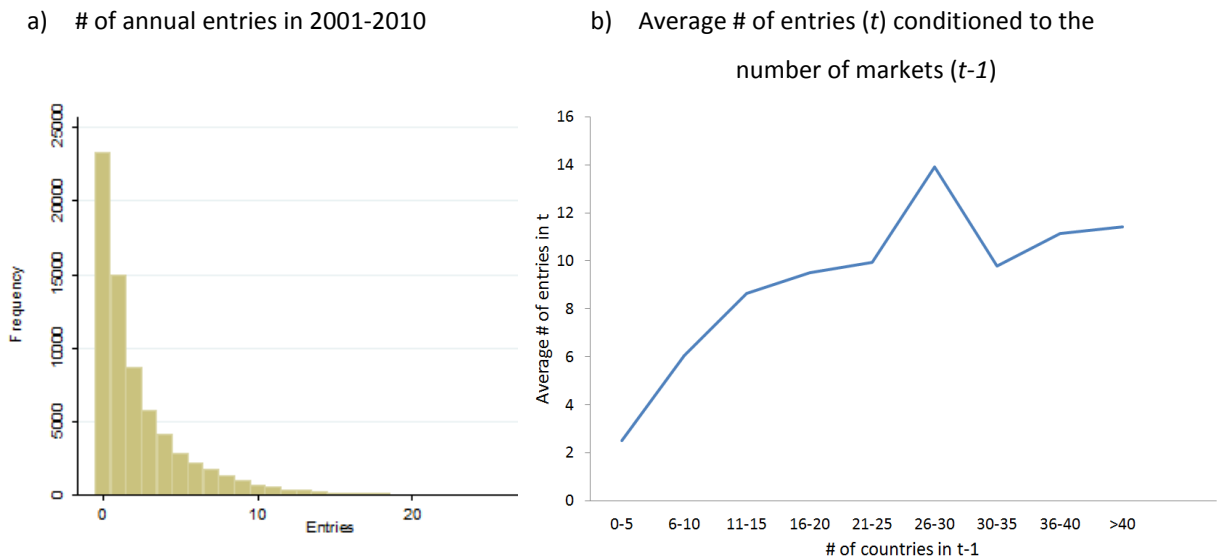 a) # of annual entries in 2001-2010
25000
20000
15000
10000
5000
0
Frequency
0 10 20
Entries
b) Average # of entries (t) conditioned to the
number of markets (t-1)
16
14
12
10
8
6
4
2
0
Average # of entries in t
0-5 6-10 11-15 16-20 21-25 26-30 30-35 36-40 >40
# of countries in t-1